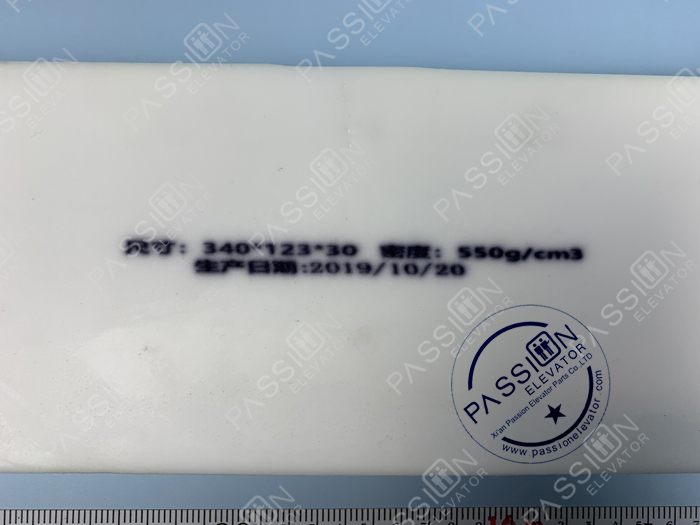 尺寸: 340*123*30 密度: 550g/cm3
生产日期:2019/10/20
PASSION
ELEVATOR
Xi'an Passion Elevator Parts Co.,LTD
www.passionelevator.com